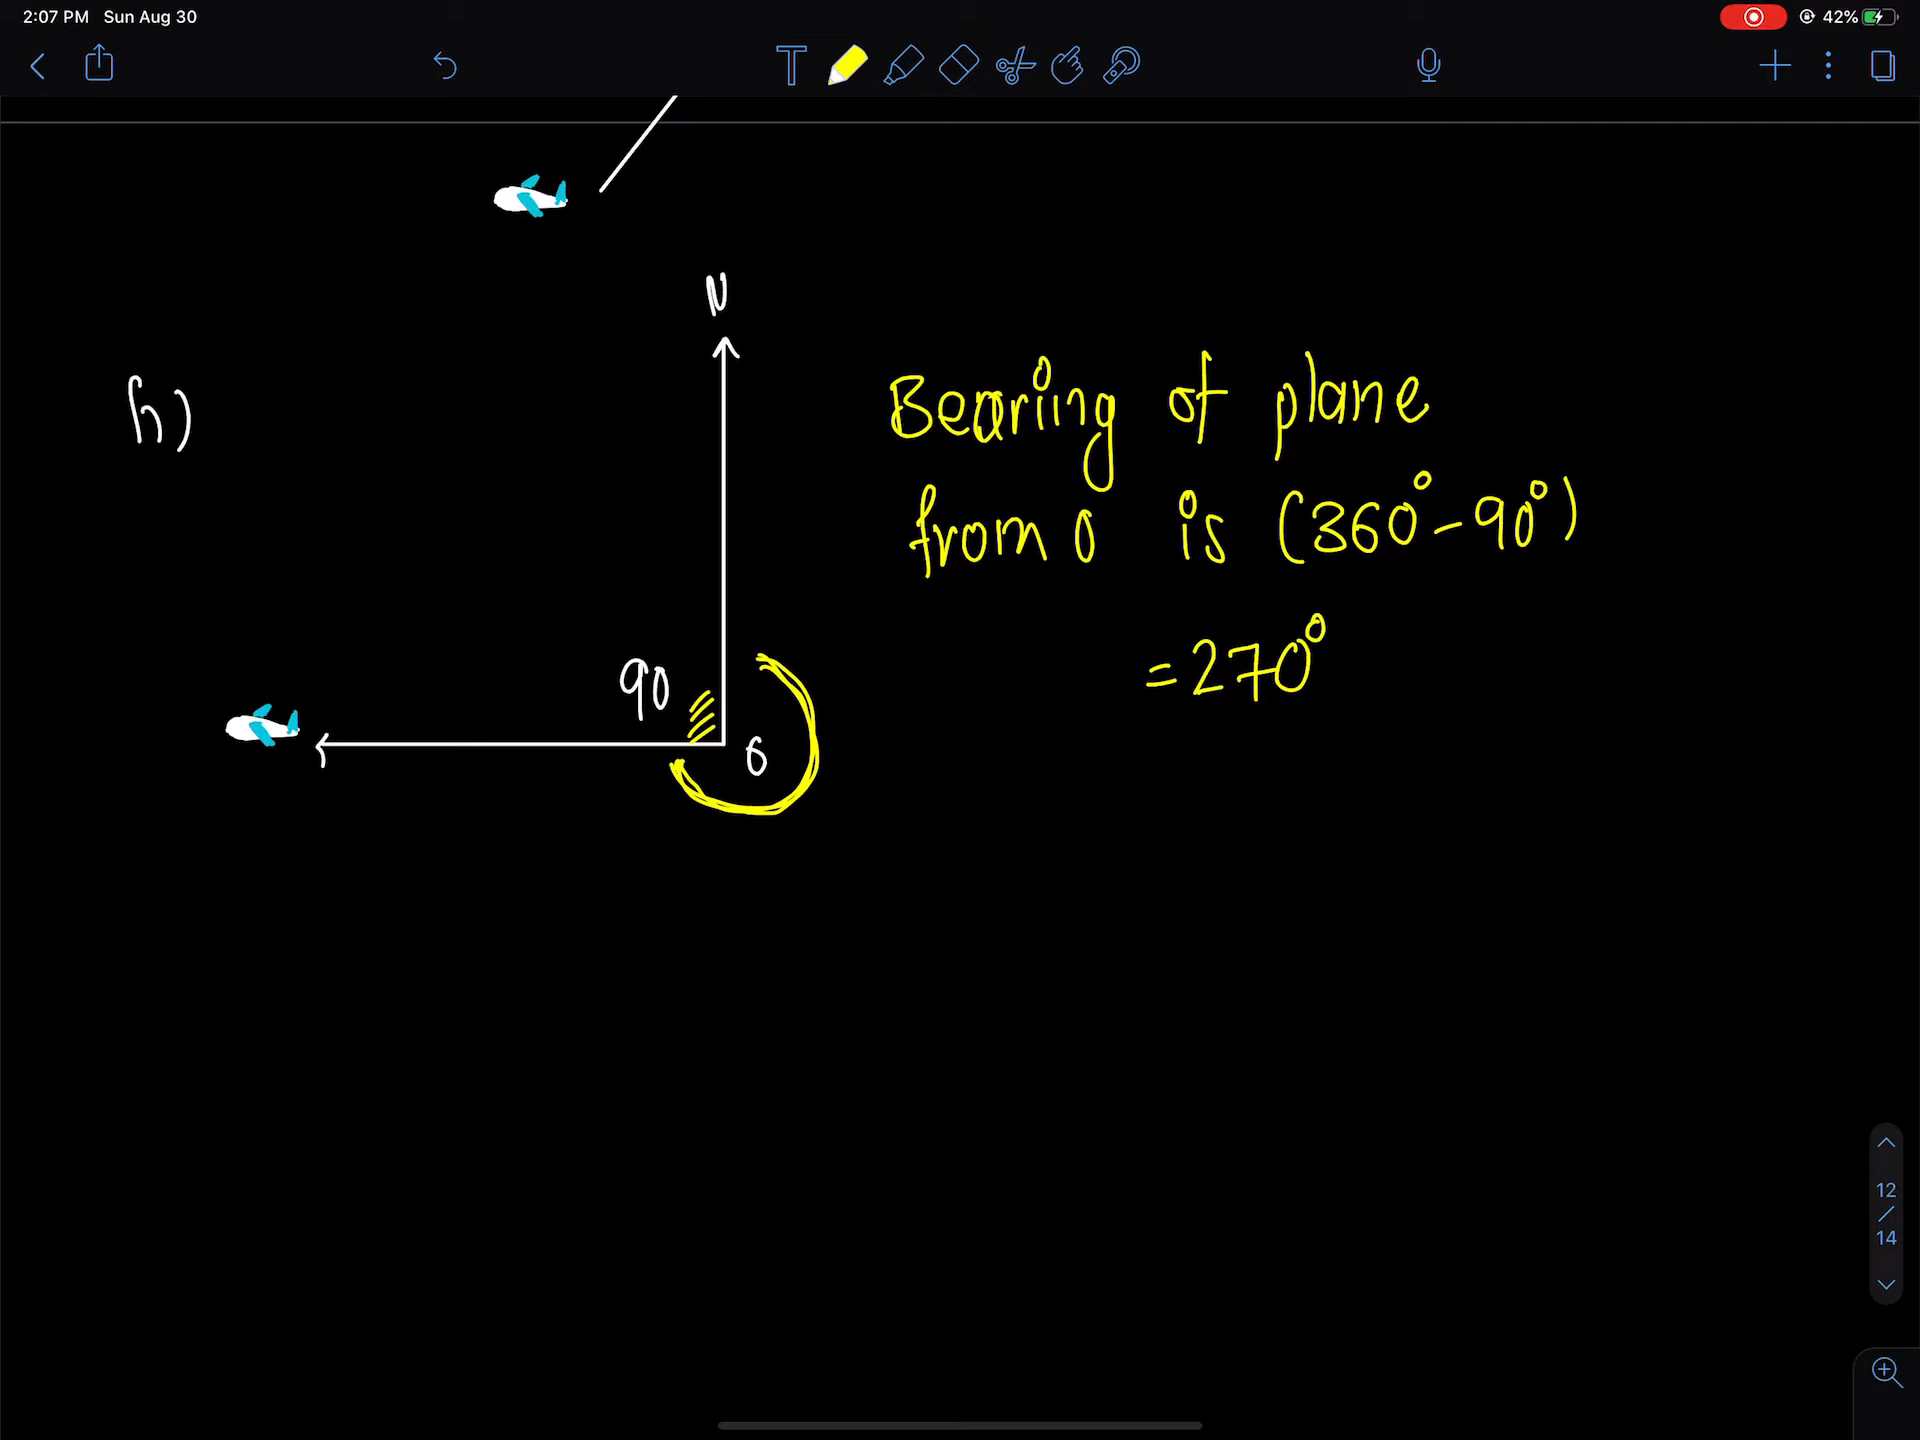 2:07 PM Sun Aug 30
42%
T
N
h)
Bearing of plane
from O is (360° - 90°)
= 270°
90
O
12
/
14